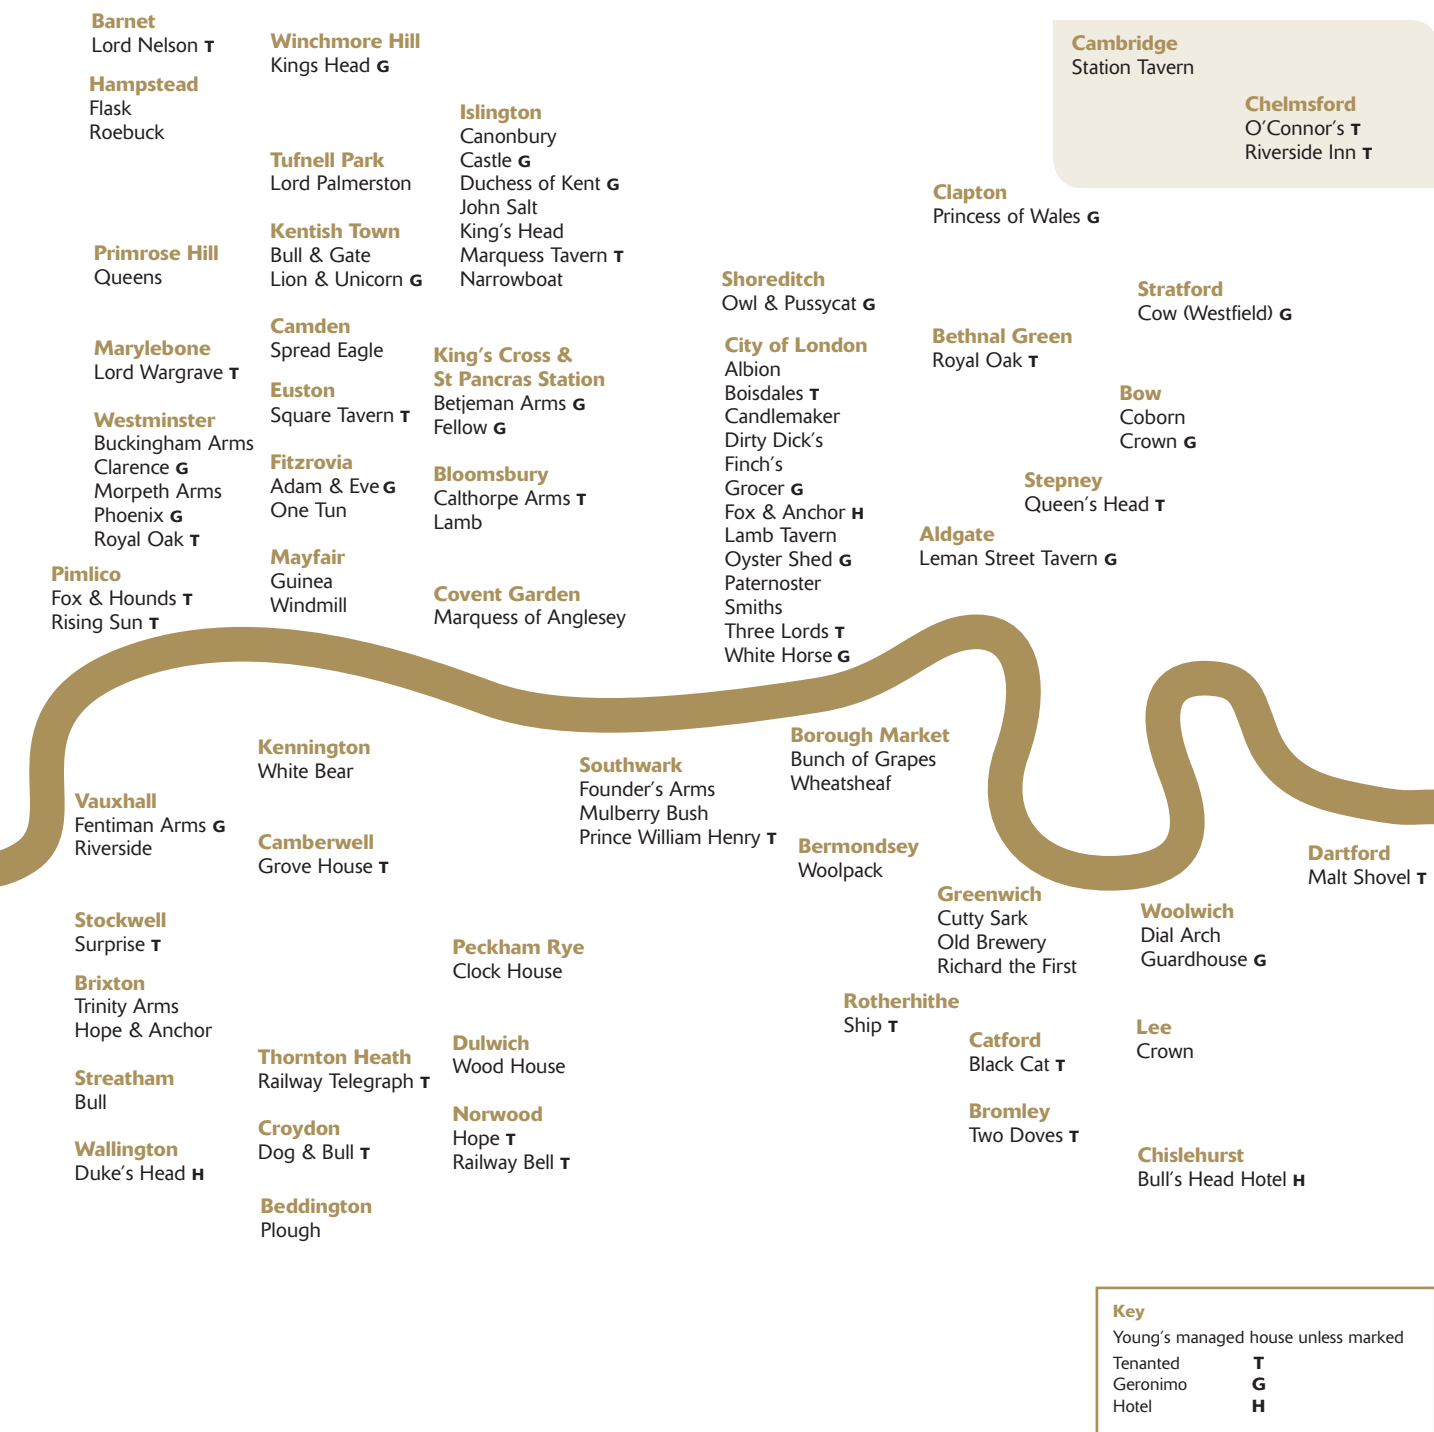 Barnet
Lord Nelson T
Hampstead
Flask
Roebuck
Primrose Hill
Queens
Marylebone
Lord Wargrave T
Westminster
Buckingham Arms
Clarence G
Morpeth Arms
Phoenix G
Royal Oak T
Pimlico
Fox & Hounds T
Rising Sun T
Winchmore Hill
Kings Head G
Tufnell Park
Lord Palmerston
Kentish Town
Bull & Gate
Lion & Unicorn G
Camden
Spread Eagle
Euston
Square Tavern T
Fitzrovia
Adam & Eve G
One Tun
Mayfair
Guinea
Windmill
Islington
Canonbury
Castle G
Duchess of Kent G
John Salt
King's Head
Marquess Tavern T
Narrowboat
King's Cross &
St Pancras Station
Betjeman Arms G
Fellow G
Bloomsbury
Calthorpe Arms T
Lamb
Covent Garden
Marquess of Anglesey
Shoreditch
Owl & Pussycat G
City of London
Albion
Boisdales T
Candlemaker
Dirty Dick's
Finch's
Grocer G
Fox & Anchor H
Lamb Tavern
Oyster Shed G
Paternoster
Smiths
Three Lords T
White Horse G
Cambridge
Station Tavern
Chelmsford
O'Connor's T
Riverside Inn T
Clapton
Princess of Wales G
Stratford
Cow (Westfield) G
Bethnal Green
Royal Oak T
Bow
Coborn
Crown G
Stepney
Queen's Head T
Aldgate
Leman Street Tavern G
Vauxhall
Fentiman Arms G
Riverside
Stockwell
Surprise T
Brixton
Trinity Arms
Hope & Anchor
Streatham
Bull
Wallington
Duke's Head H
Kennington
White Bear
Camberwell
Grove House T
Thornton Heath
Railway Telegraph T
Croydon
Dog & Bull T
Beddington
Plough
Peckham Rye
Clock House
Dulwich
Wood House
Norwood
Hope T
Railway Bell T
Southwark
Founder's Arms
Mulberry Bush
Prince William Henry T
Borough Market
Bunch of Grapes
Wheatsheaf
Bermondsey
Woolpack
Greenwich
Cutty Sark
Old Brewery
Richard the First
Rotherhithe
Ship T
Catford
Black Cat T
Bromley
Two Doves T
Dartford
Malt Shovel T
Woolwich
Dial Arch
Guardhouse G
Lee
Crown
Chislehurst
Bull's Head Hotel H
Key
Young's managed house unless marked
Tenanted T
Geronimo G
Hotel H